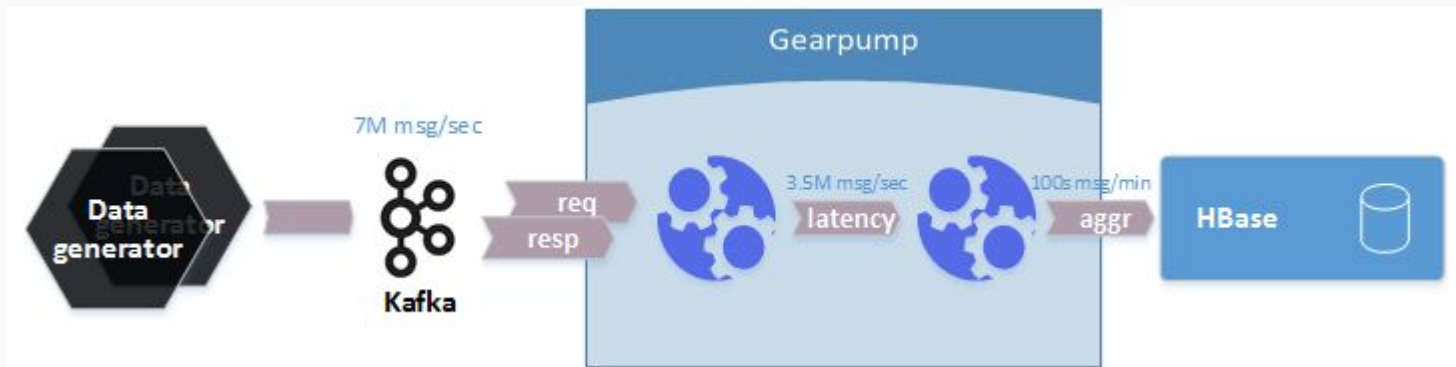 Gearpump
7M msg/sec
Data
generator
Data
generator
Kafka
req
resp
3.5M msg/sec
latency
100s msg/min
aggr
HBase